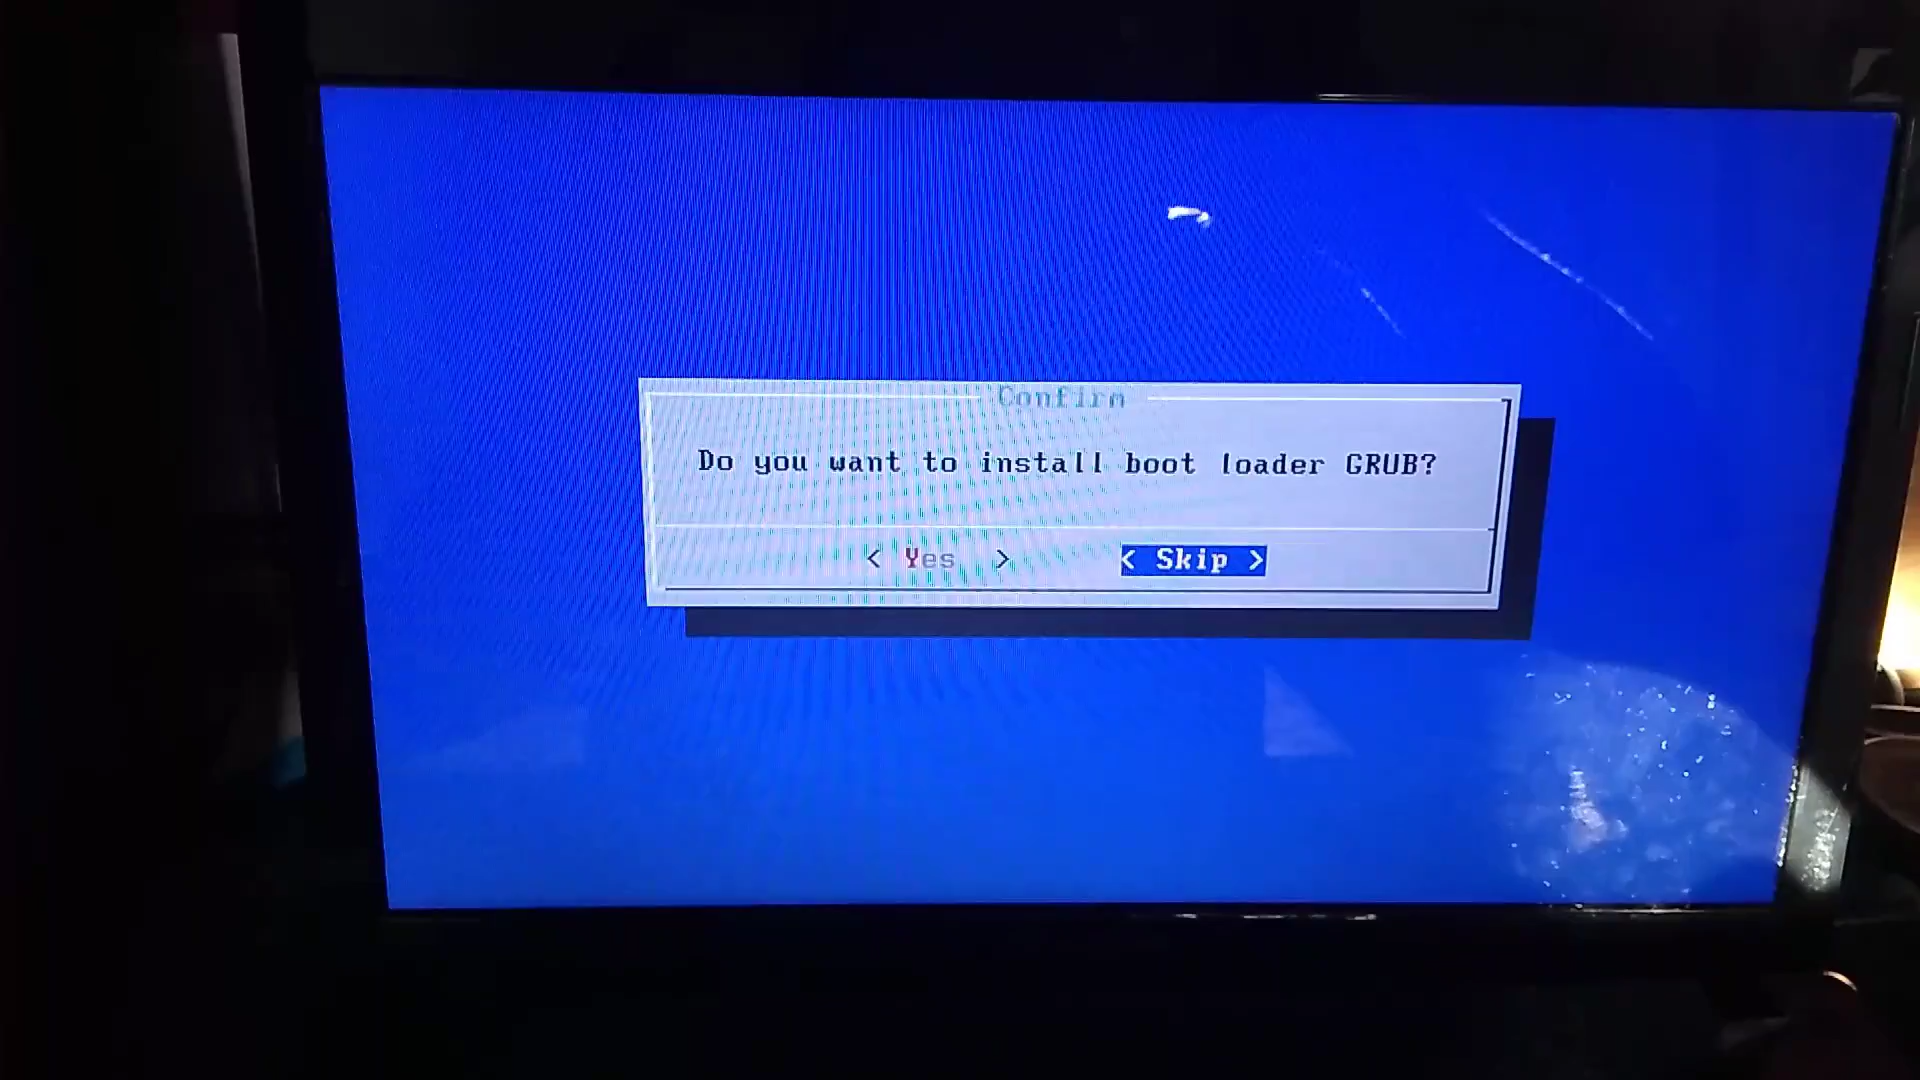 Confirm
Do you want to install boot loader GRUB?
< Yes > < Skip >